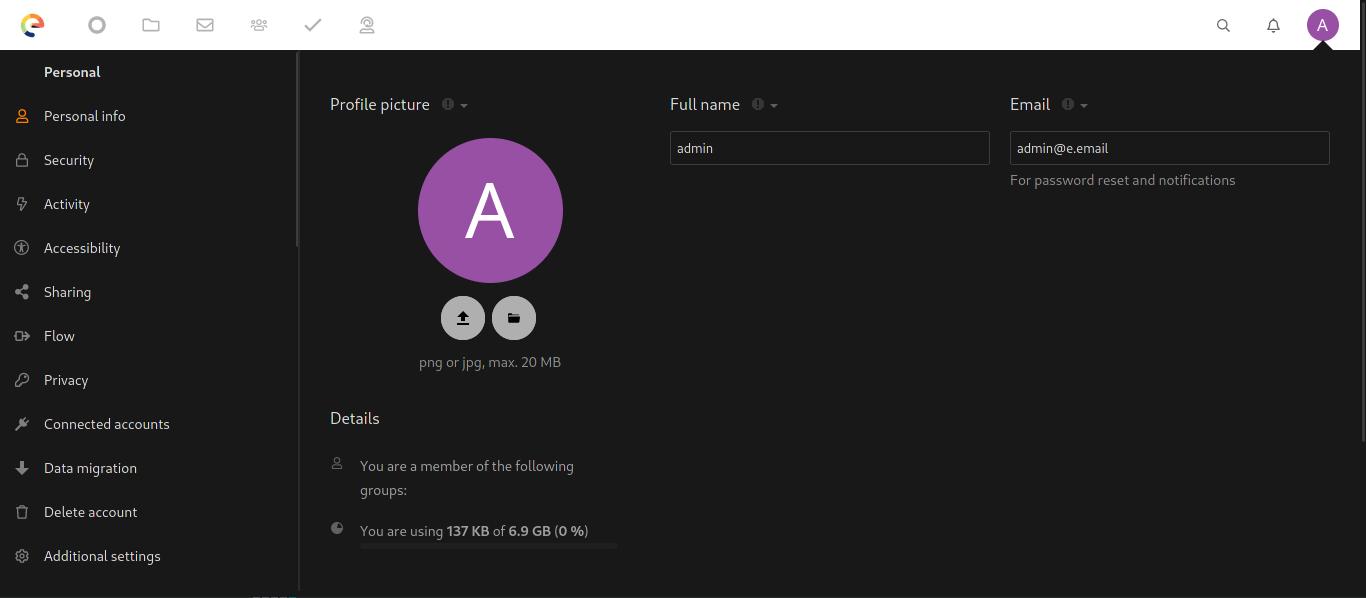 A
Personal
Personal info
Security
Activity
Accessibility
Sharing
Flow
Privacy
Connected accounts
Data migration
Delete account
Additional settings
Profile picture
A
png or jpg, max. 20 MB
Full name
admin
Email
admin@e.email
For password reset and notifications
Details
You are a member of the following
groups:
You are using 137 KB of 6.9 GB (0 %)